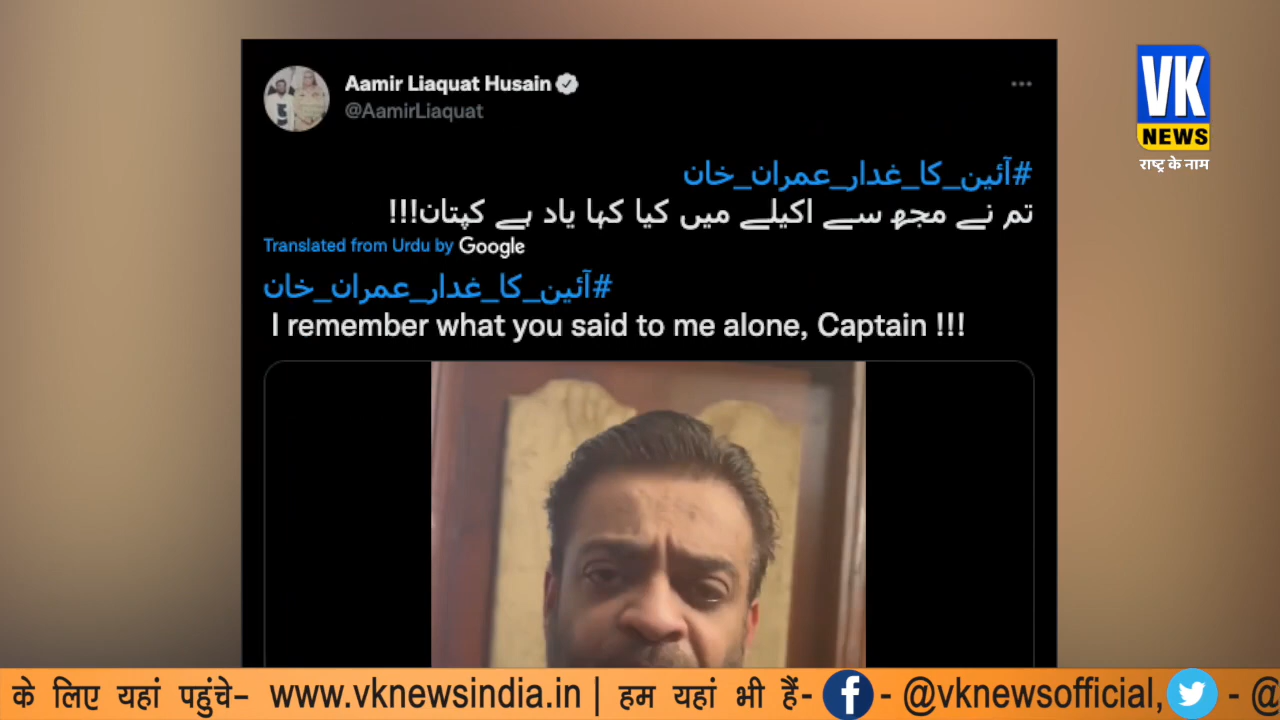 Aamir Liaquat Husain
@AamirLiaquat
#آئین_کا_غدار_عمران_خان
تم نے مجھ سے اکیلے میں کیا کہا یاد ہے کپتان!!!
Translated from Urdu by Google
#آئین_کا_غدار_عمران_خان
I remember what you said to me alone, Captain !!!
VK
NEWS
राष्ट्र के नाम
के लिए यहां पहुंचे- www.vknewsindia.in | हम यहां भी हैं- f - @vknewsofficial, - @